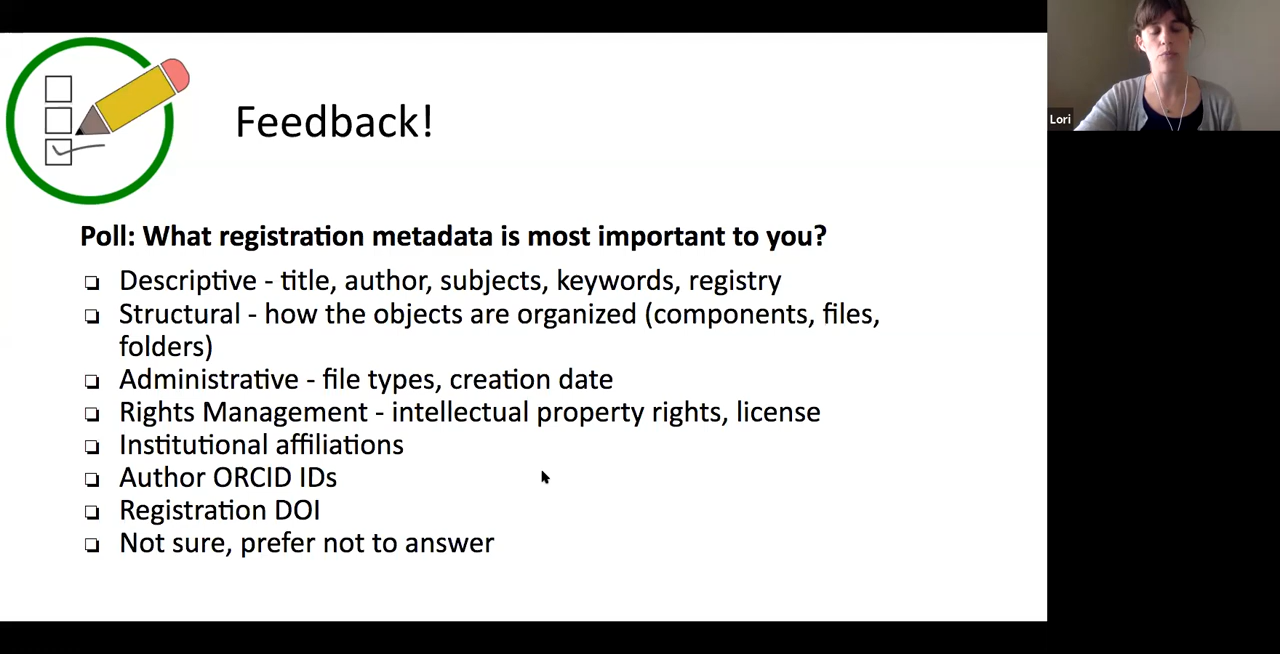 Feedback!
Lori
Poll: What registration metadata is most important to you?
Descriptive - title, author, subjects, keywords, registry
Structural - how the objects are organized (components, files,
folders)
Administrative - file types, creation date
Rights Management - intellectual property rights, license
Institutional affiliations
Author ORCID IDs
Registration DOI
Not sure, prefer not to answer